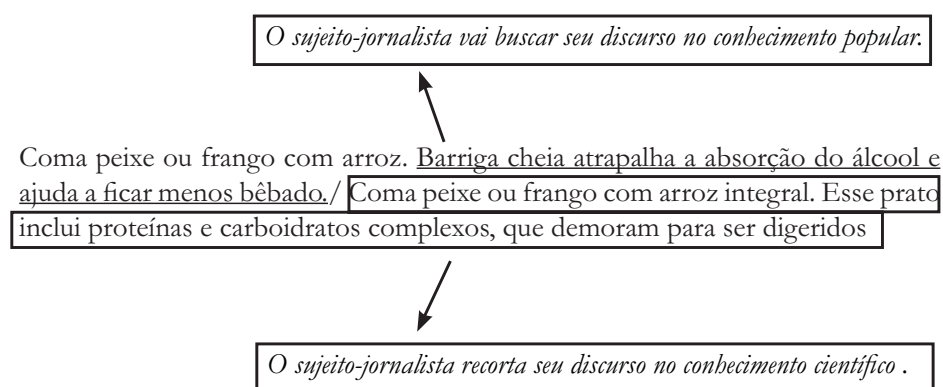 O sujeito-jornalista vai buscar seu discurso no conhecimento popular.
Coma peixe ou frango com arroz. Barriga cheia atrapalha a absorção do álcool e
ajuda a ficar menos bêbado./ Coma peixe ou frango com arroz integral. Esse prato
inclui proteínas e carboidratos complexos, que demoram para ser digeridos
O sujeito-jornalista recorta seu discurso no conhecimento científico .